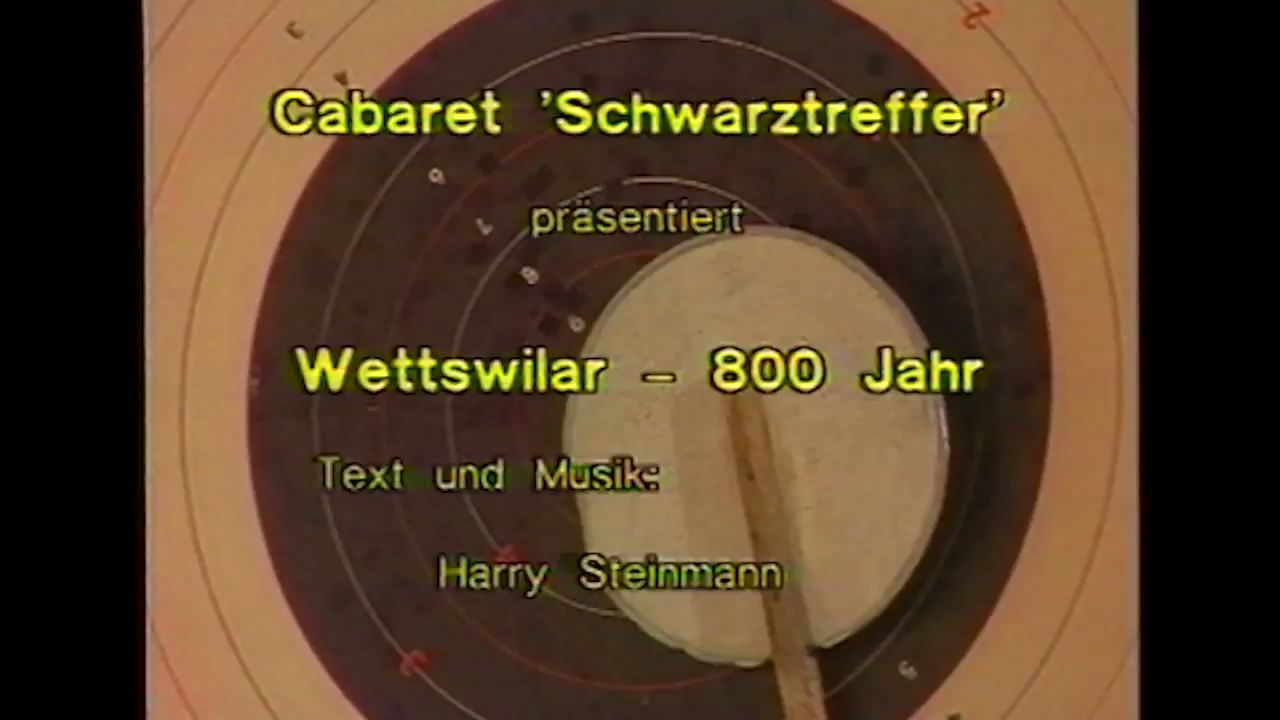 Cabaret 'Schwarztreffer'
präsentiert
Wettswilar - 800 Jahr
Text und Musik:
Harry Steinmann